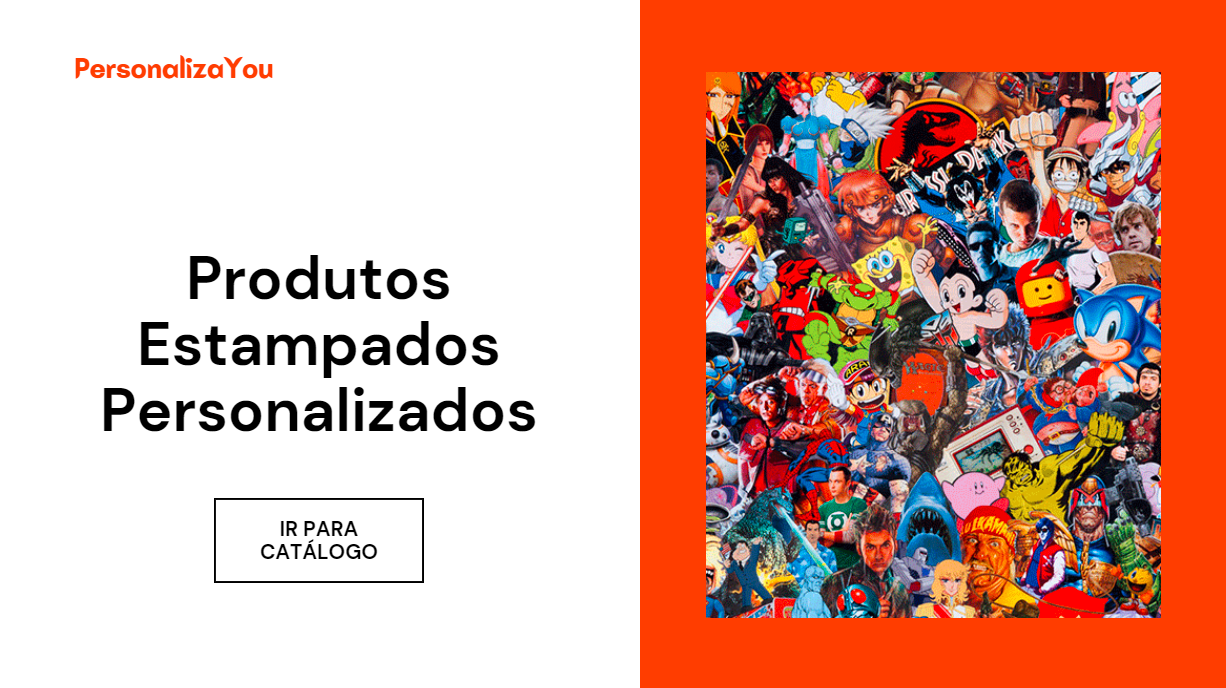 PersonalizaYou
Produtos
Estampados
Personalizados
IR PARA
CATÁLOGO